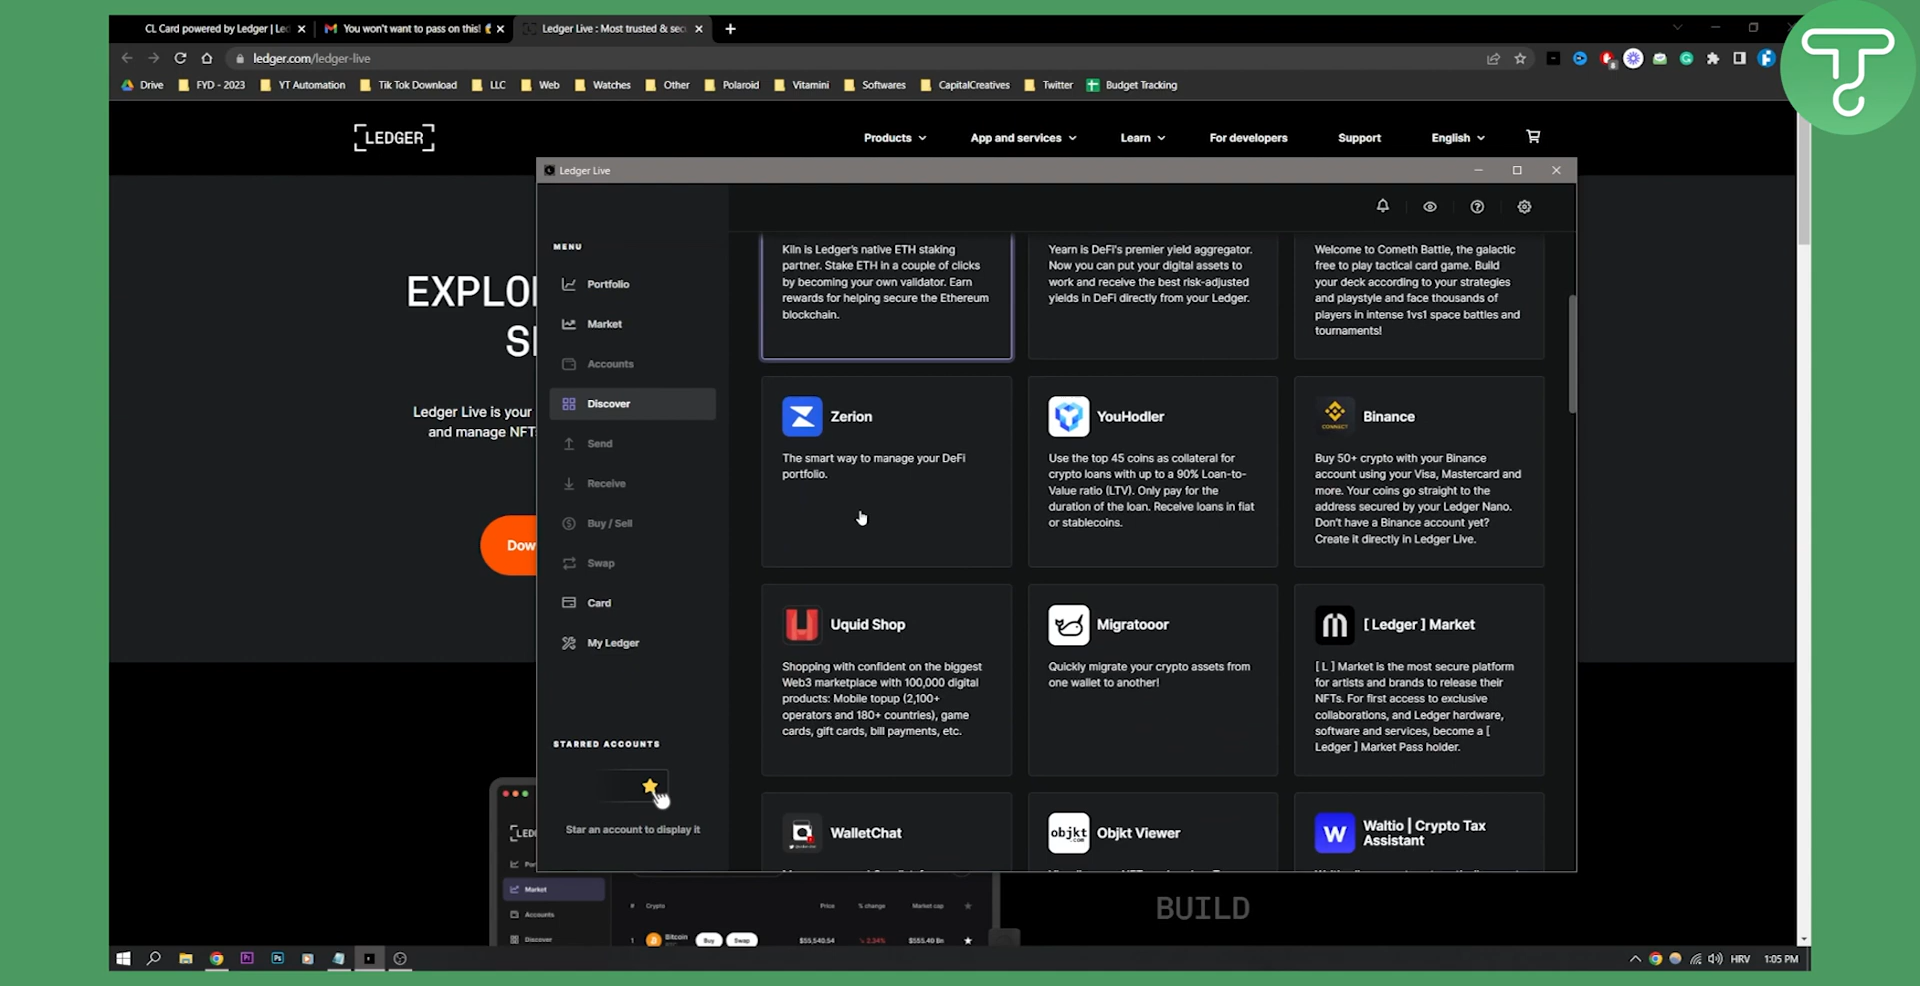 CL Card powered by Ledger | Led
You won't want to pass on this!
Ledger Live : Most trusted & sec
ledger.com/ledger-live
Drive
FYD - 2023
YT Automation
Tik Tok Download
LLC
Web
Watches
Other
Polaroid
Vitamini
Softwares
CapitalCreatives
Twitter
Budget Tracking
LEDGER
Products
App and services
Learn
For developers
Support
English
EXPLO
Ledger Live is your
and manage NFT
Dow
Ledger Live
MENU
Portfolio
Market
Accounts
Discover
Send
Receive
Buy / Sell
Swap
Card
My Ledger
STARRED ACCOUNTS
Star an account to display it
Kiln is Ledger's native ETH staking
partner. Stake ETH in a couple of clicks
by becoming your own validator. Earn
rewards for helping secure the Ethereum
blockchain.
Yearn is DeFi's premier yield aggregator.
Now you can put your digital assets to
work and receive the best risk-adjusted
yields in DeFi directly from your Ledger.
Welcome to Cometh Battle, the galactic
free to play tactical card game. Build
your deck according to your strategies
and playstyle and face thousands of
players in intense 1vs1 space battles and
tournaments!
Zerion
The smart way to manage your DeFi
portfolio.
YouHodler
Use the top 45 coins as collateral for
crypto loans with up to a 90% Loan-to-
Value ratio (LTV). Only pay for the
duration of the loan. Receive loans in fiat
or stablecoins.
CONNECT
Binance
Buy 50+ crypto with your Binance
account using your Visa, Mastercard and
more. Your coins go straight to the
address secured by your Ledger Nano.
Don't have a Binance account yet?
Create it directly in Ledger Live.
Uquid Shop
Shopping with confident on the biggest
Web3 marketplace with 100,000 digital
products: Mobile topup (2,100+
operators and 180+ countries), game
cards, gift cards, bill payments, etc.
Migratooor
Quickly migrate your crypto assets from
one wallet to another!
[ Ledger ] Market
[ L ] Market is the most secure platform
for artists and brands to release their
NFTs. For first access to exclusive
collaborations, and Ledger hardware,
software and services, become a [
Ledger ] Market Pass holder.
WalletChat
objkt
.com
Objkt Viewer
W
Waltio | Crypto Tax
Assistant
Market
Accounts
Discover
# Crypto Price % change Market cap
1 Bitcoin Buy Swap
BUILD
HRV
1:05 PM